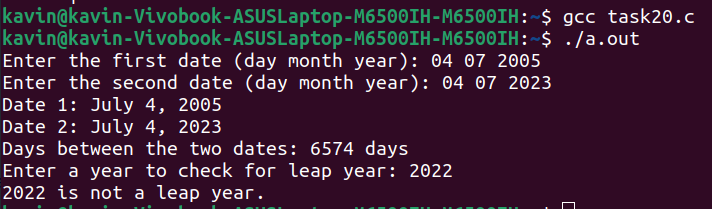 kavin@kavin-Vivobook-ASUSLaptop-M6500IH-M6500IH:~$ gcc task20.c
kavin@kavin-Vivobook-ASUSLaptop-M6500IH-M6500IH:~$ ./a.out
Enter the first date (day month year): 04 07 2005
Enter the second date (day month year): 04 07 2023
Date 1: July 4, 2005
Date 2: July 4, 2023
Days between the two dates: 6574 days
Enter a year to check for leap year: 2022
2022 is not a leap year.